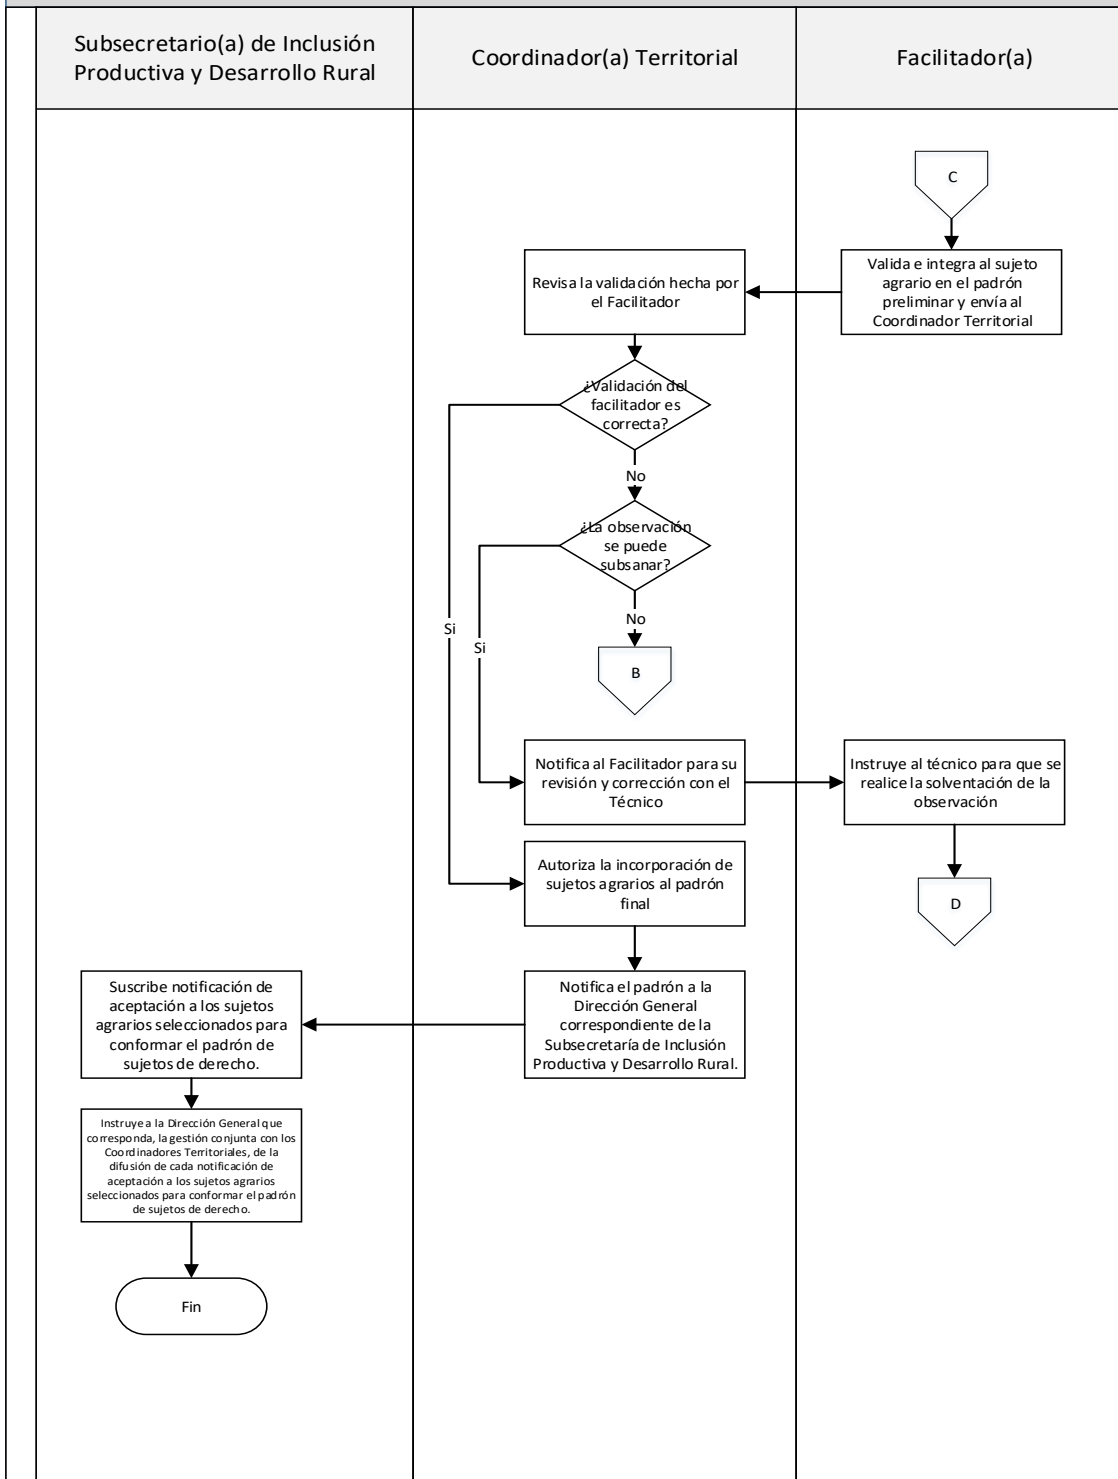 Subsecretario(a) de Inclusión
Productiva y Desarrollo Rural
Coordinador(a) Territorial
Facilitador(a)
C
Valida e integra al sujeto
agrario en el padrón
preliminar y envía al
Coordinador Territorial
Revisa la validación hecha por
el Facilitador
¿Validación del
facilitador es
correcta?
No
¿La observación
se puede
subsanar?
No
Si
Si
B
Notifica al Facilitador para su
revisión y corrección con el
Técnico
Instruye al técnico para que se
realice la solventación de la
observación
D
Autoriza la incorporación de
sujetos agrarios al padrón
final
Notifica el padrón a la
Dirección General
correspondiente de la
Subsecretaría de Inclusión
Productiva y Desarrollo Rural.
Suscribe notificación de
aceptación a los sujetos
agrarios seleccionados para
conformar el padrón de
sujetos de derecho.
Instruye a la Dirección General que
corresponda, la gestión conjunta con los
Coordinadores Territoriales, de la
difusión de cada notificación de
aceptación a los sujetos agrarios
seleccionados para conformar el padrón
de sujetos de derecho.
Fin